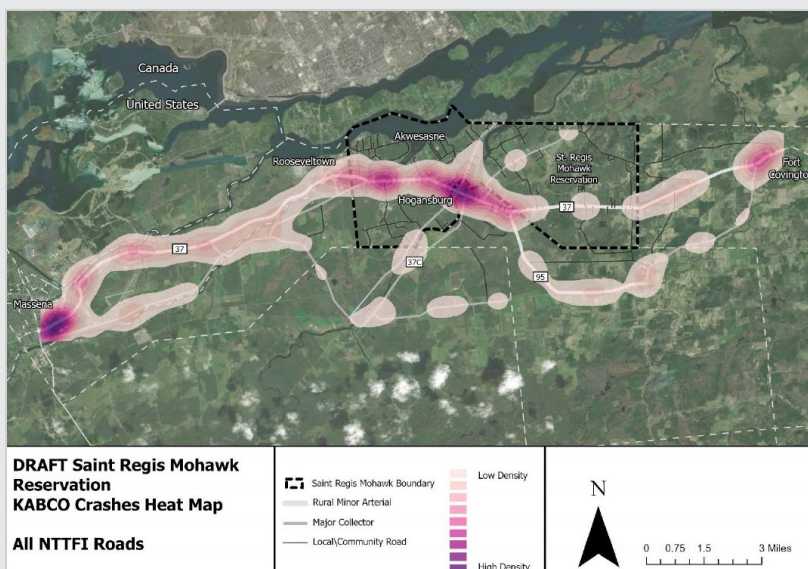 Canada
United States
Akwesasne
Rooseveltown
St. Regis
Mohawk
Reservation
Fort
Covington
Hogansburg
37
37
37C
95
Massena
DRAFT Saint Regis Mohawk
Reservation
KABCO Crashes Heat Map
All NTTFI Roads
Saint Regis Mohawk Boundary
Rural Minor Arterial
Major Collector
Local\Community Road
Low Density
High Density
N
0 0.75 1.5 3 Miles